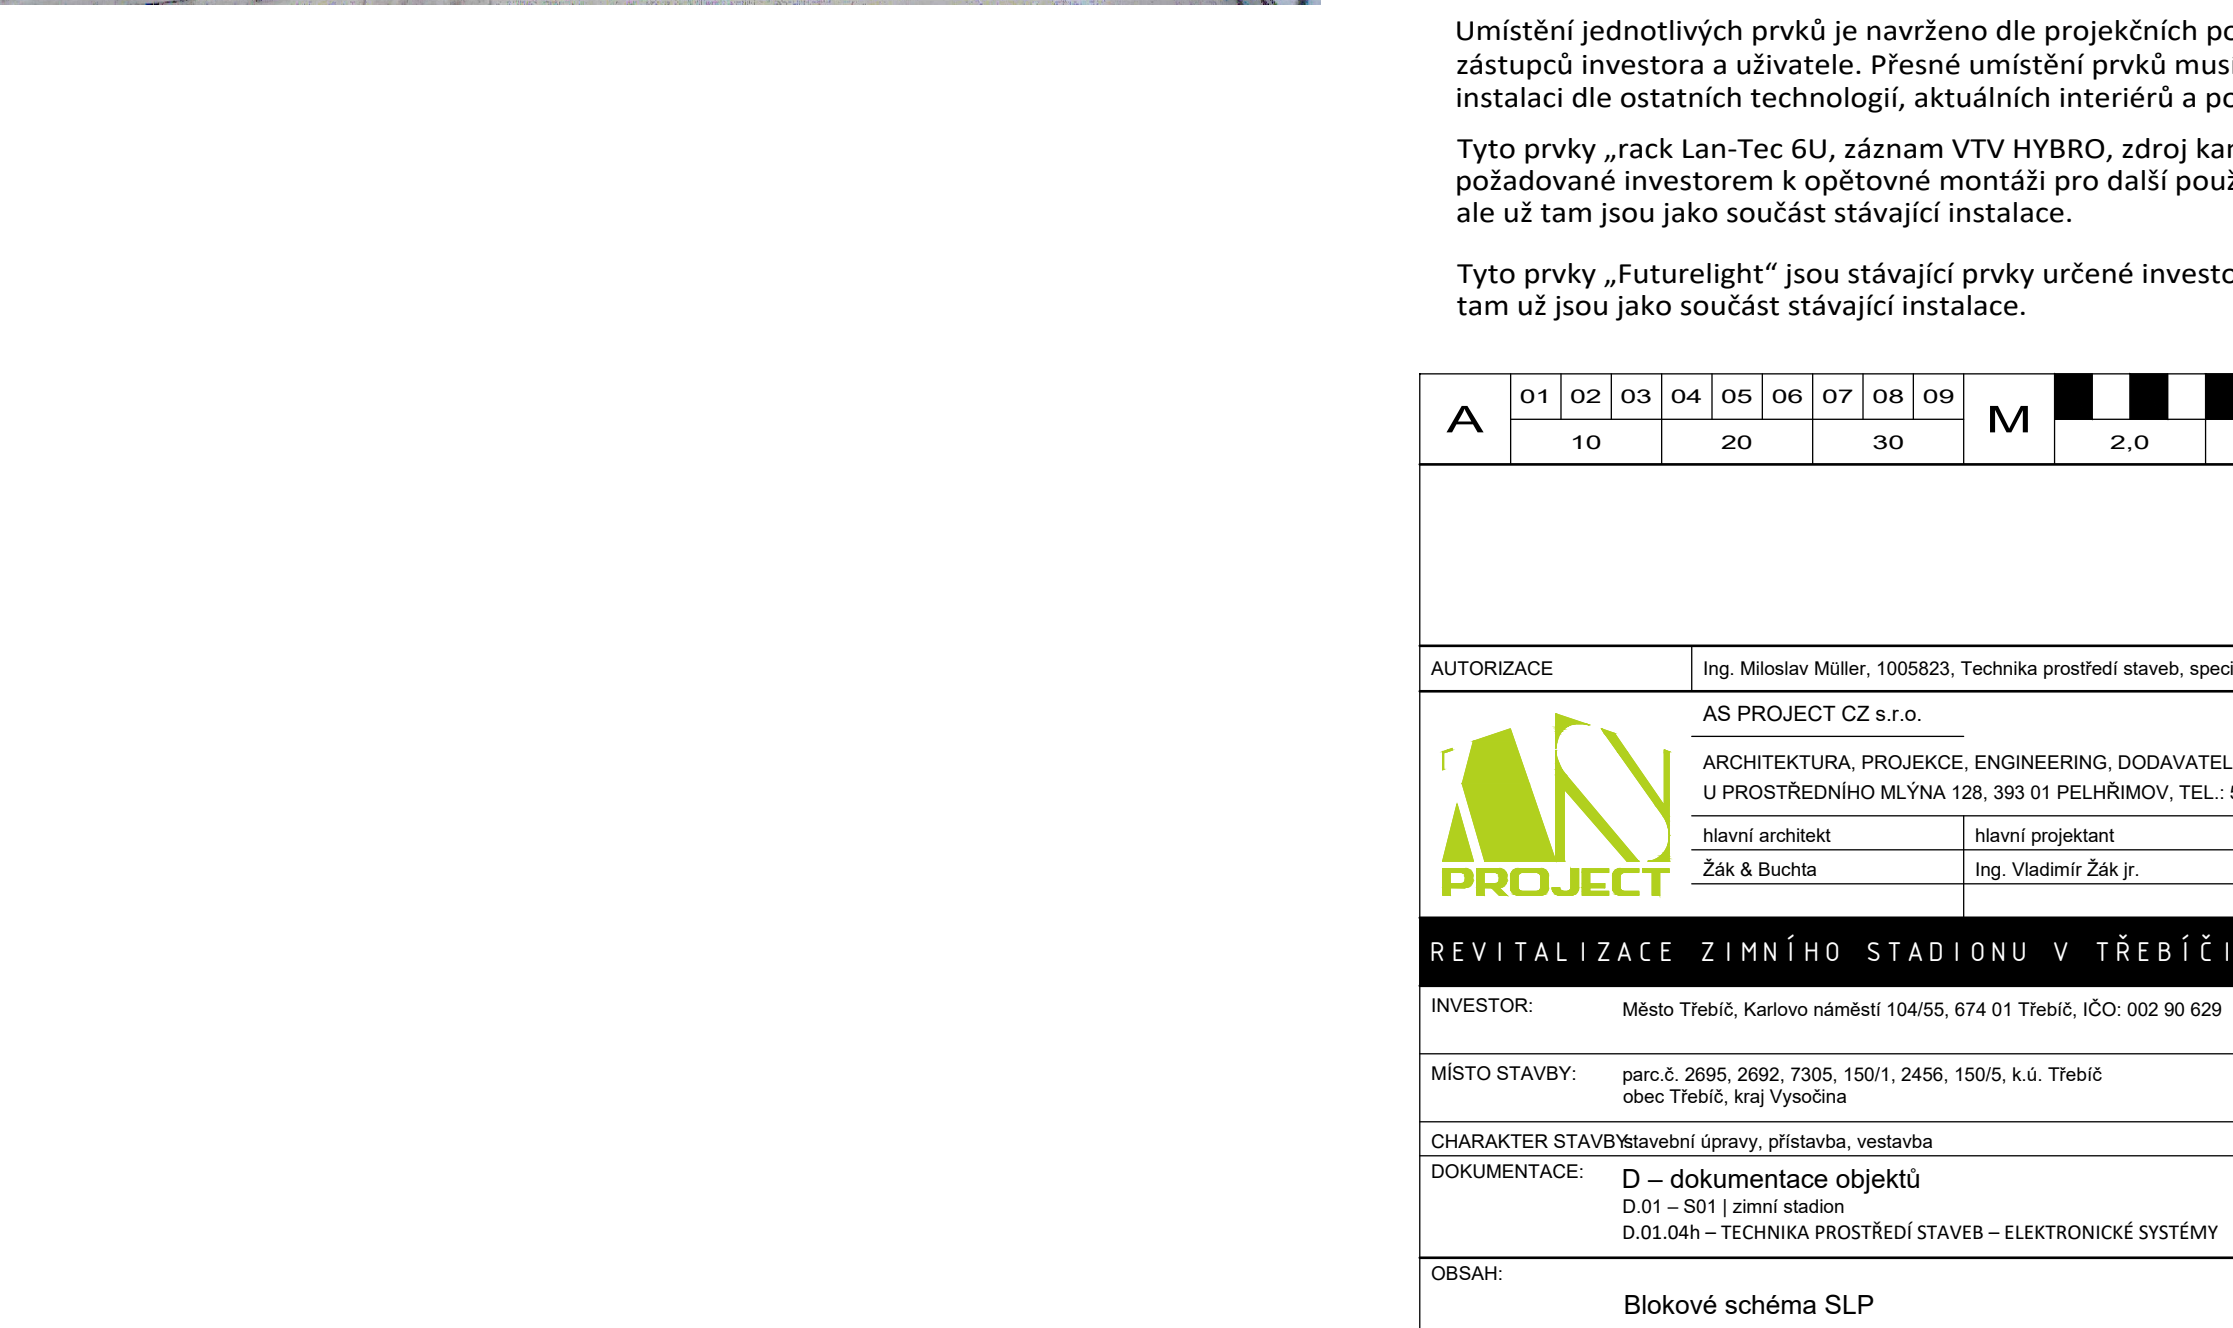 Umístění jednotlivých prvků je navrženo dle projekčních
zástupců investora a uživatele. Přesné umístění prvků
instalaci dle ostatních technologií, aktuálních interiérů a
Tyto prvky „rack Lan-Tec 6U, záznam VTV HYBRO, zdroj
požadované investorem k opětovné montáži pro další
ale už tam jsou jako součást stávající instalace.
Tyto prvky „Futurelight“ jsou stávající prvky určené
tam už jsou jako součást stávající instalace.
A 01 02 03 04 05 06 07 08 09 M
10 20 30 2,0
AUTORIZACE Ing. Miloslav Müller, 1005823, Technika prostředí staveb,
AS PROJECT CZ s.r.o.
ARCHITEKTURA, PROJEKCE, ENGINEERING,
U PROSTŘEDNÍHO MLÝNA 128, 393 01 PELHŘIMOV, TEL.:
hlavní architekt hlavní projektant
Žák & Buchta Ing. Vladimír Žák jr.
PROJECT
REVITALIZACE ZIMNÍHO STADIONU V TŘEBÍČI
INVESTOR: Město Třebíč, Karlovo náměstí 104/55, 674 01 Třebíč, IČO: 002 90 629
MÍSTO STAVBY: parc.č. 2695, 2692, 7305, 150/1, 2456, 150/5, k.ú. Třebíč
obec Třebíč, kraj Vysočina
CHARAKTER STAVBY: stavební úpravy, přístavba, vestavba
DOKUMENTACE: D – dokumentace objektů
D.01 – S01 | zimní stadion
D.01.04h – TECHNIKA PROSTŘEDÍ STAVEB – ELEKTRONICKÉ SYSTÉMY
OBSAH:
Blokové schéma SLP